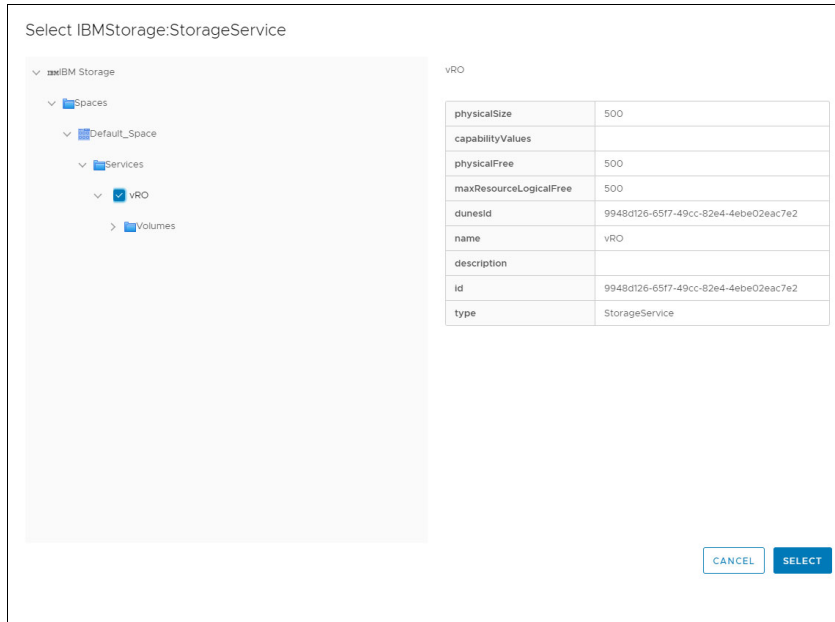 Select IBMStorage:StorageService
IBM Storage
Spaces
Default_Space
Services
vRO
Volumes
vRO
physicalSize 500
capabilityValues
physicalFree 500
maxResourceLogicalFree 500
dunesId 9948d126-65f7-49cc-82e4-4ebe02eac7e2
name vRO
description
id 9948d126-65f7-49cc-82e4-4ebe02eac7e2
type StorageService
CANCEL SELECT